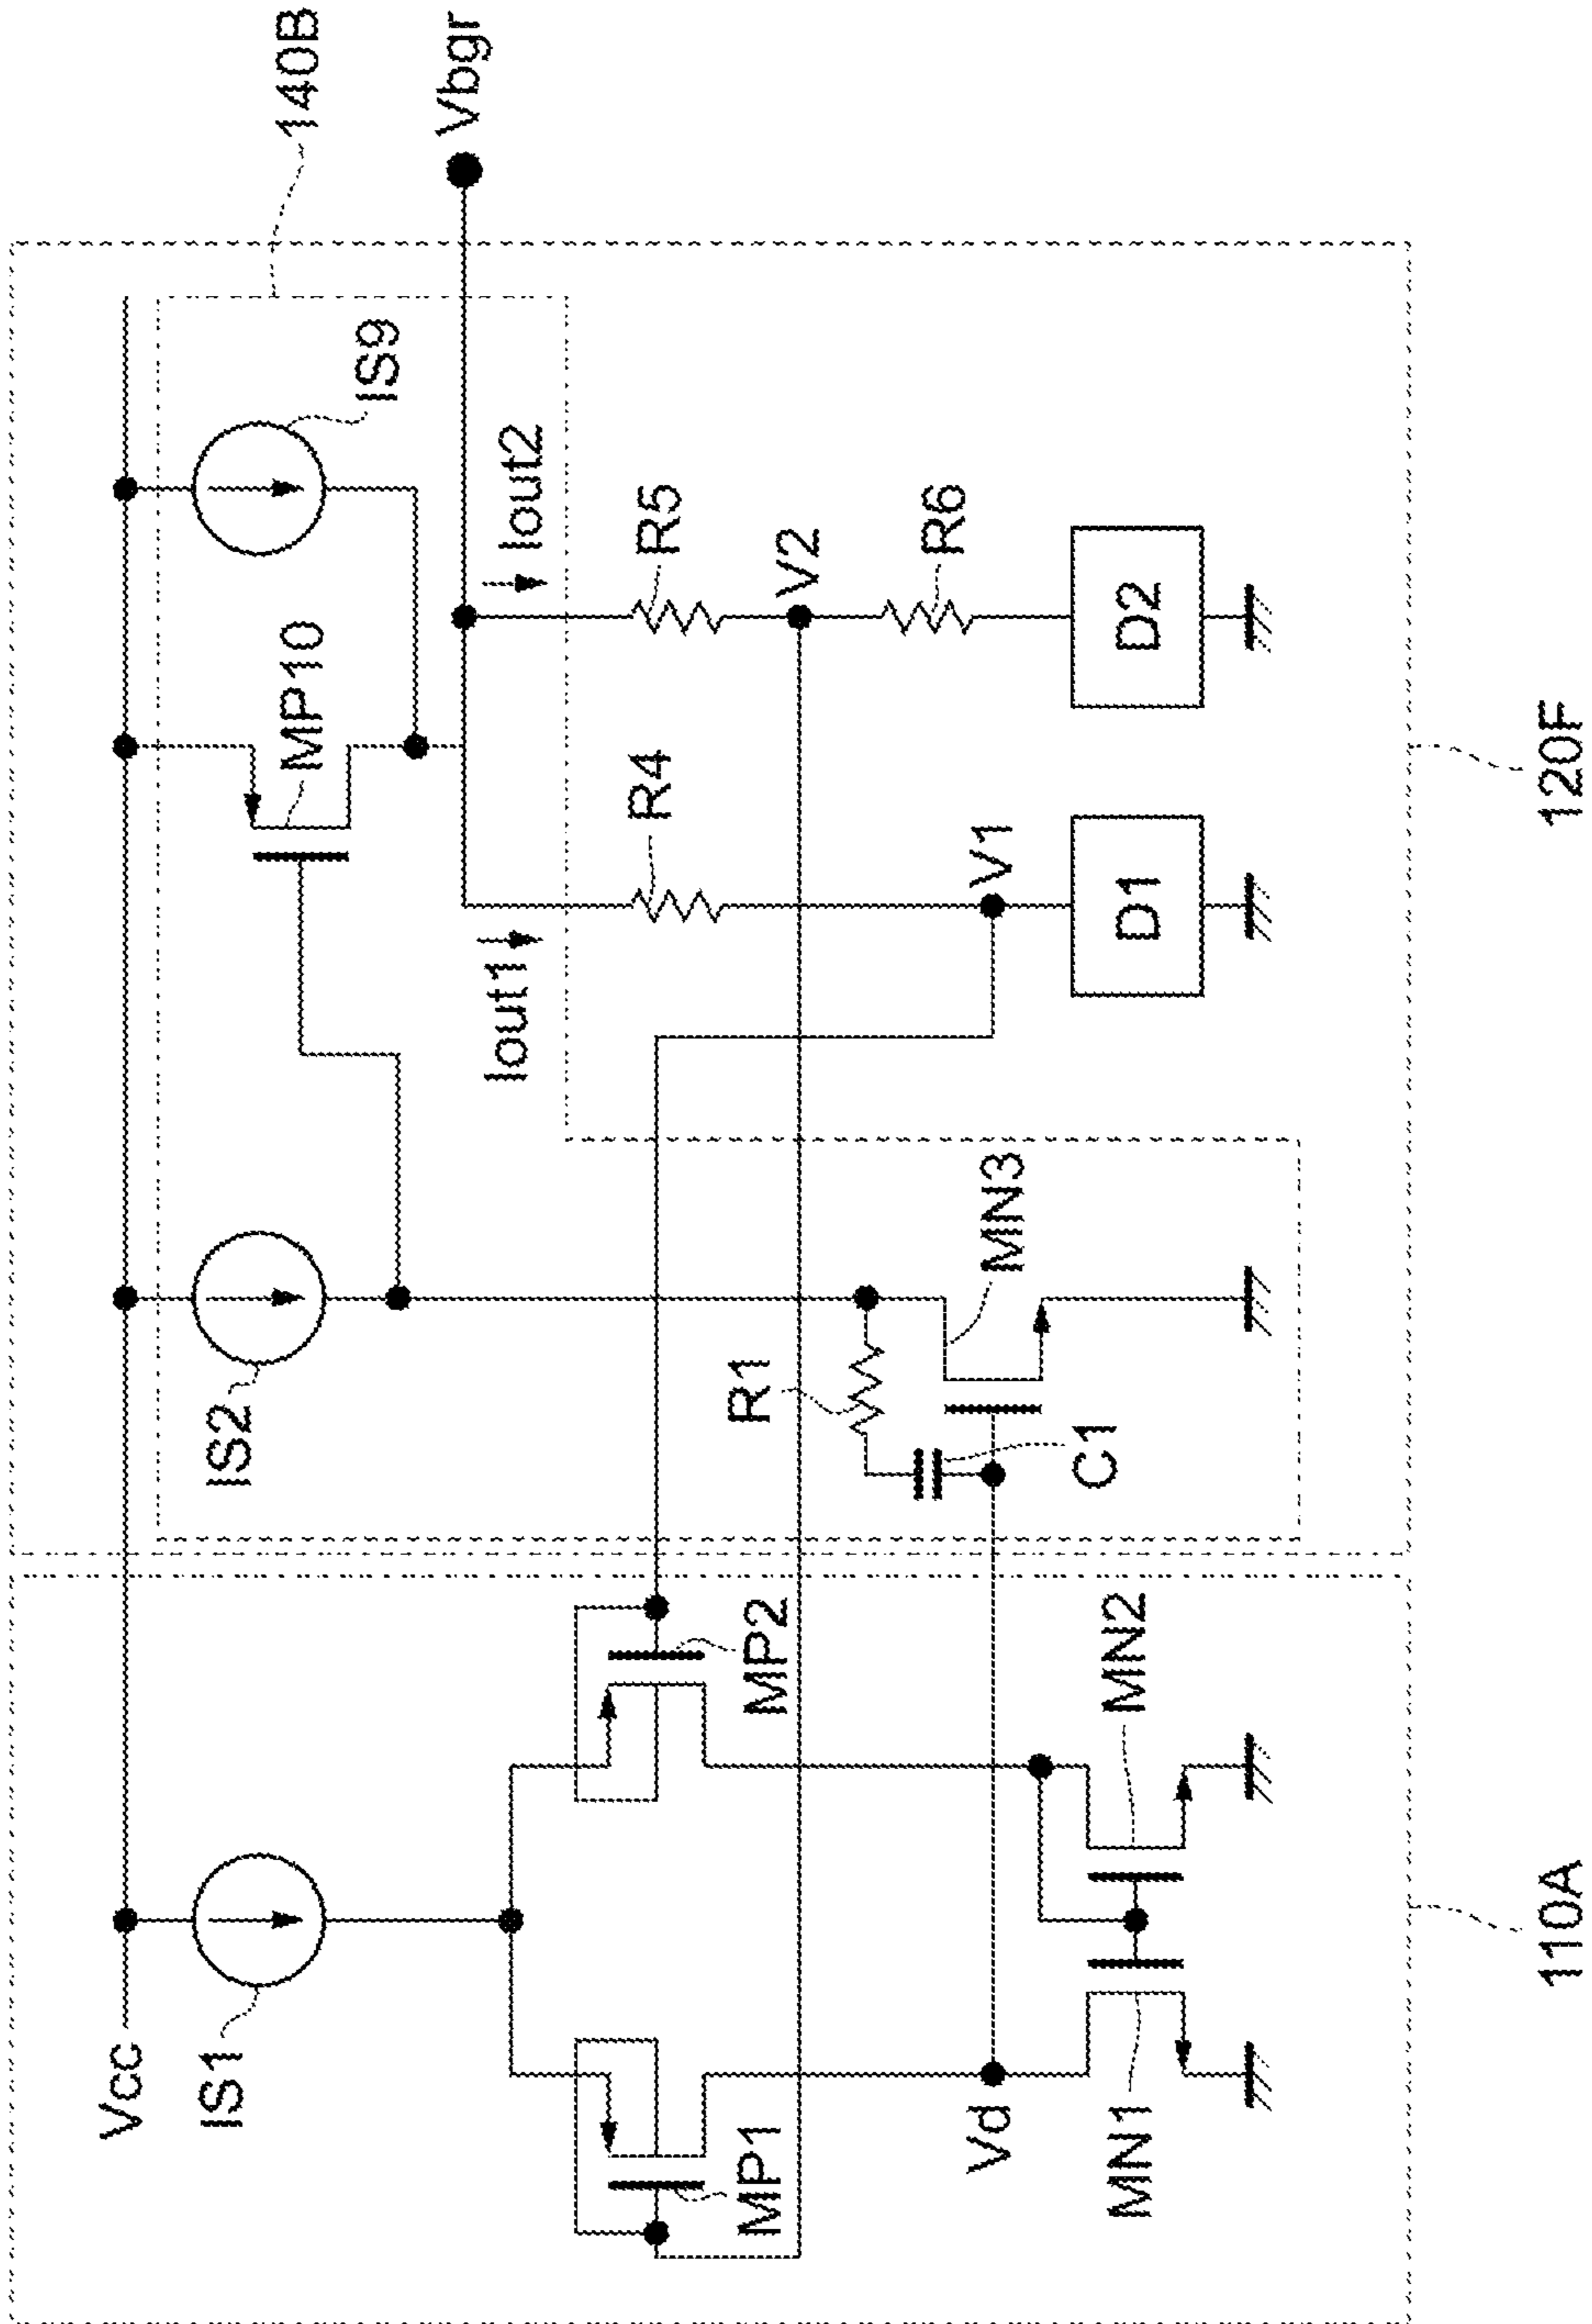 Vcc
IS1
IS2
MP10
IS9
140B
Vbgr
Iout1
Iout2
R4
R5
V2
R6
V1
D1
D2
MP1
MP2
R1
C1
MN3
Vd
MN1
MN2
110A
120F